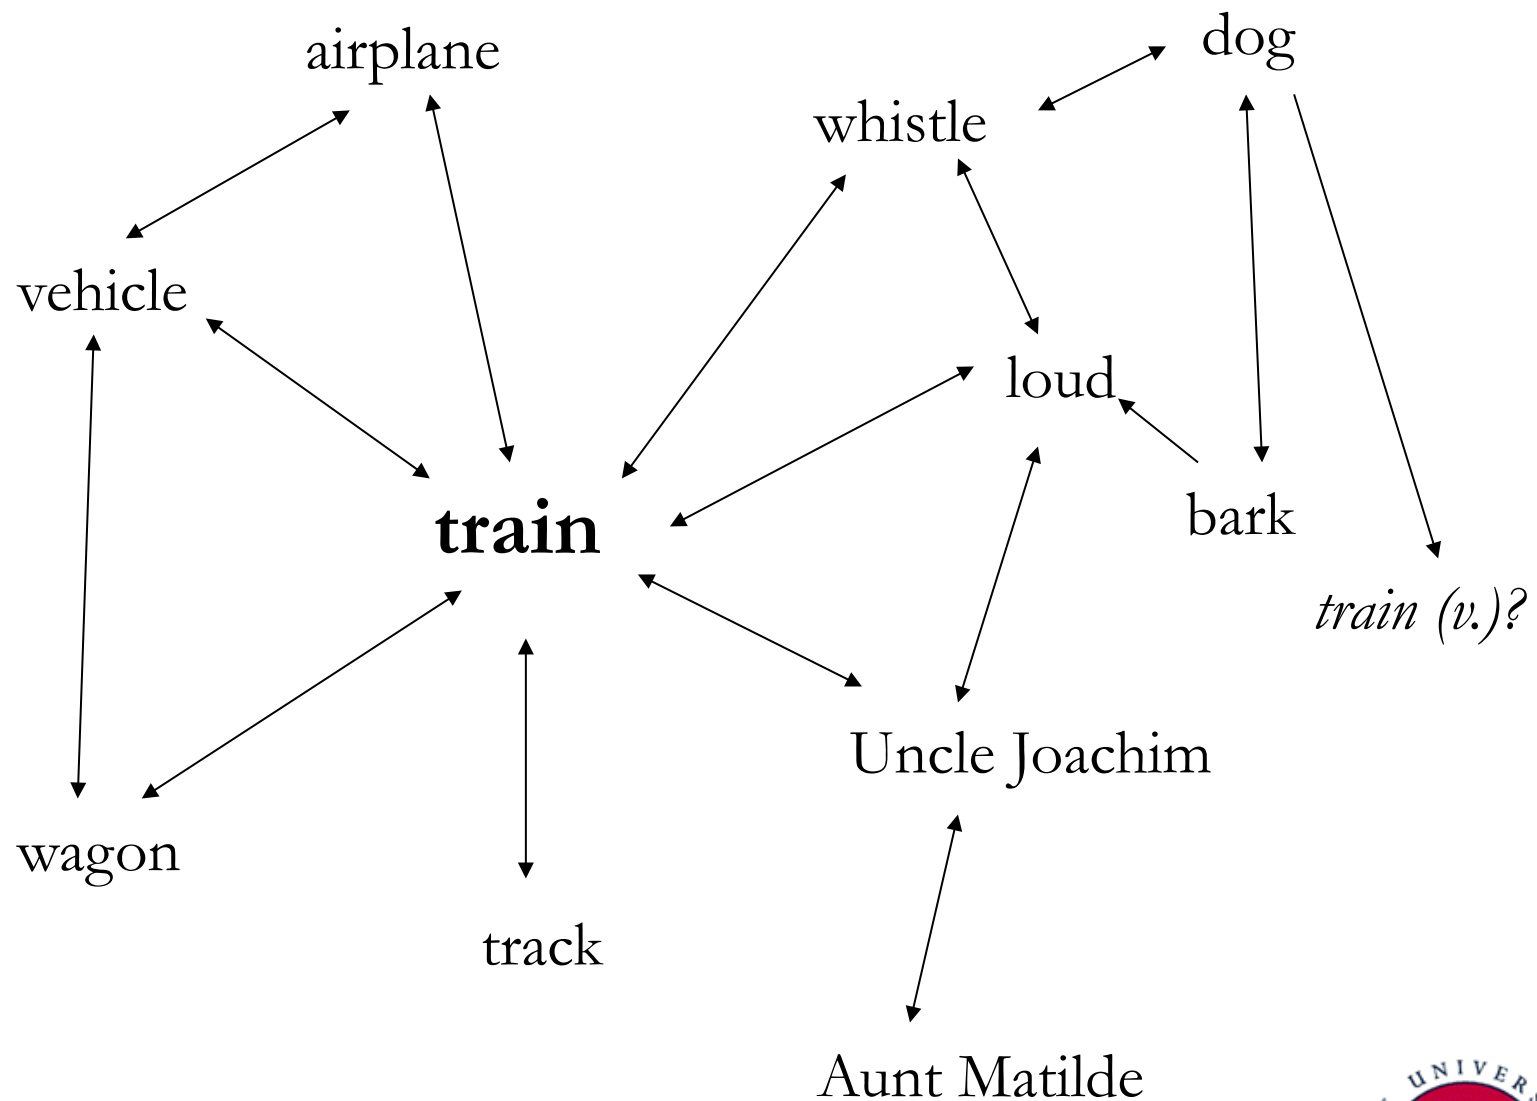 airplane
dog
whistle
vehicle
loud
train
bark
train (v.)?
Uncle Joachim
wagon
track
Aunt Matilde